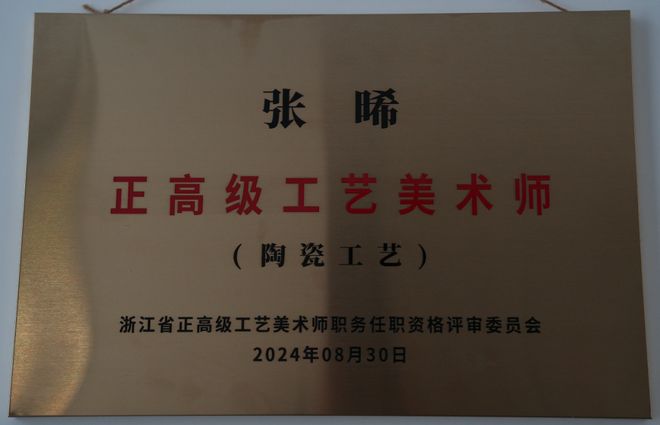 张晞
正高级工艺美术师
(陶瓷工艺)
浙江省正高级工艺美术师职务任职资格评审委员会
2024年08月30日